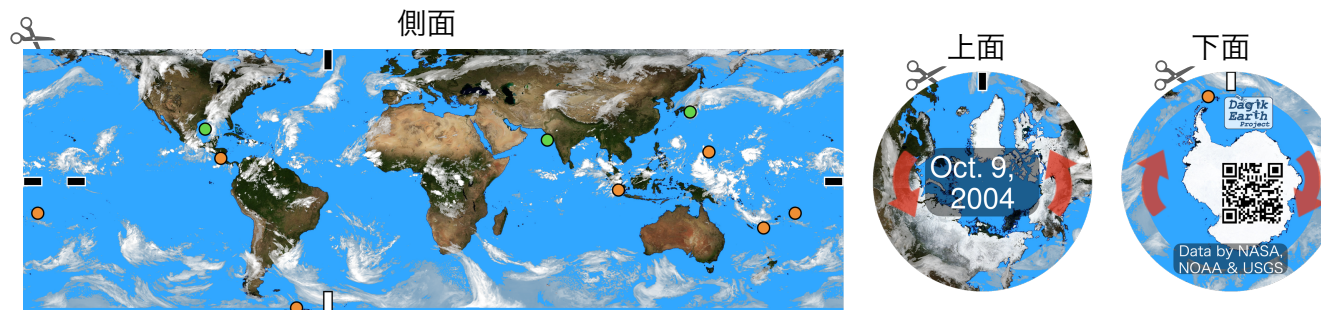 側面
上面
下面
Oct. 9,
2004
Dagik
Earth
Project
Data by NASA,
NOAA & USGS